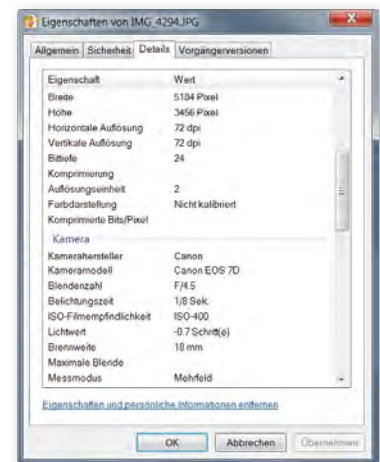 Eigenschaften von IMG_4294.JPG
Allgemein Sicherheit Details Vorgängerversionen
Eigenschaft Wert
Breite 5184 Pixel
Höhe 3456 Pixel
Horizontale Auflösung 72 dpi
Vertikale Auflösung 72 dpi
Bittiefe 24
Komprimierung
Auflösungseinheit 2
Farbdarstellung Nicht kalibriert
Komprimierte Bits/Pixel
Kamera
Kamerahersteller Canon
Kameramodell Canon EOS 7D
Blendenzahl F/4.5
Belichtungszeit 1/8 Sek.
ISO-Filmempfindlichkeit ISO-400
Lichtwert -0.7 Schritt(e)
Brennweite 18 mm
Maximale Blende
Messmodus Mehrfeld
Eigenschaften und persönliche Informationen entfernen
OK Abbrechen Übernehmen